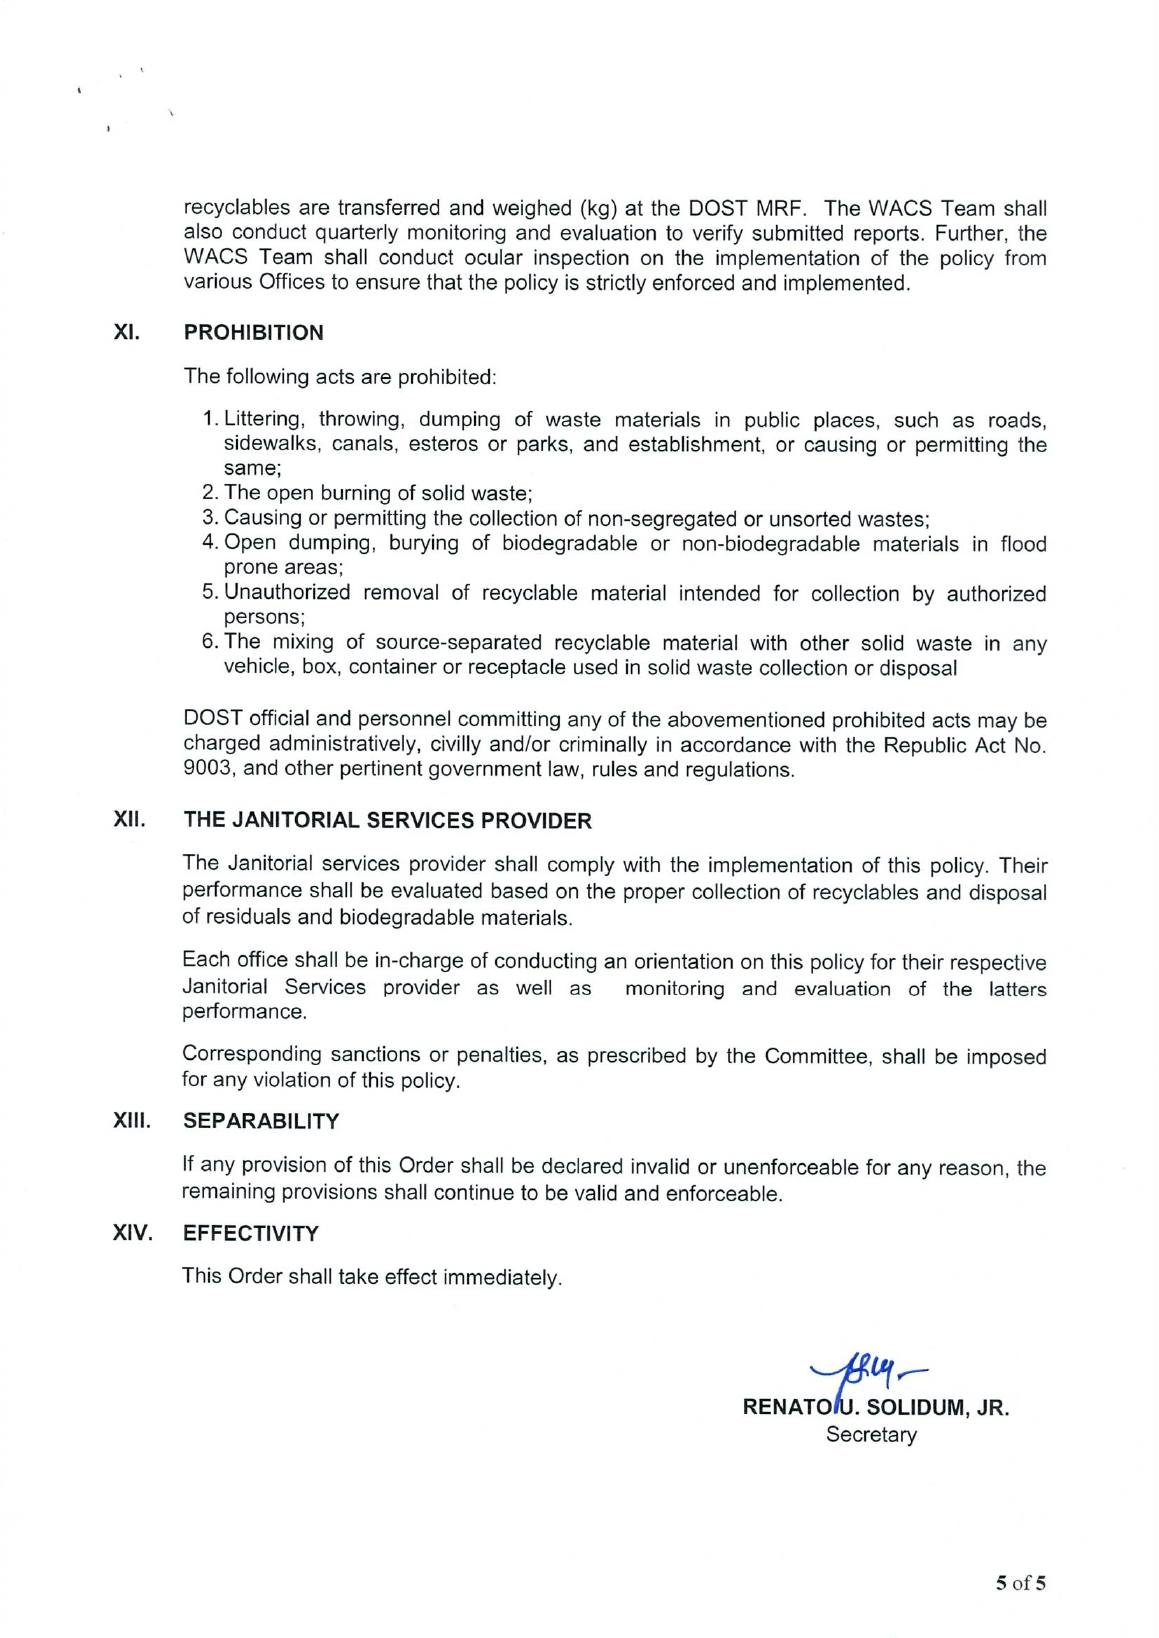 recyclables are transferred and weighed (kg) at the DOST MRF. The WACS Team shall
also conduct quarterly monitoring and evaluation to verify submitted reports. Further, the
WACS Team shall conduct ocular inspection on the implementation of the policy from
various Offices to ensure that the policy is strictly enforced and implemented.
XI. PROHIBITION
The following acts are prohibited:
1. Littering, throwing, dumping of waste materials in public places, such as roads,
sidewalks, canals, esteros or parks, and establishment, or causing or permitting the
same;
2. The open burning of solid waste;
3. Causing or permitting the collection of non-segregated or unsorted wastes;
4. Open dumping, burying of biodegradable or non-biodegradable materials in flood
prone areas;
5. Unauthorized removal of recyclable material intended for collection by authorized
persons;
6. The mixing of source-separated recyclable material with other solid waste in any
vehicle, box, container or receptacle used in solid waste collection or disposal
DOST official and personnel committing any of the abovementioned prohibited acts may be
charged administratively, civilly and/or criminally in accordance with the Republic Act No.
9003, and other pertinent government law, rules and regulations.
XII. THE JANITORIAL SERVICES PROVIDER
The Janitorial services provider shall comply with the implementation of this policy. Their
performance shall be evaluated based on the proper collection of recyclables and disposal
of residuals and biodegradable materials.
Each office shall be in-charge of conducting an orientation on this policy for their respective
Janitorial Services provider as well as monitoring and evaluation of the latters
performance.
Corresponding sanctions or penalties, as prescribed by the Committee, shall be imposed
for any violation of this policy.
XIII. SEPARABILITY
If any provision of this Order shall be declared invalid or unenforceable for any reason, the
remaining provisions shall continue to be valid and enforceable.
XIV. EFFECTIVITY
This Order shall take effect immediately.
RENATO U. SOLIDUM, JR.
Secretary
5 of 5